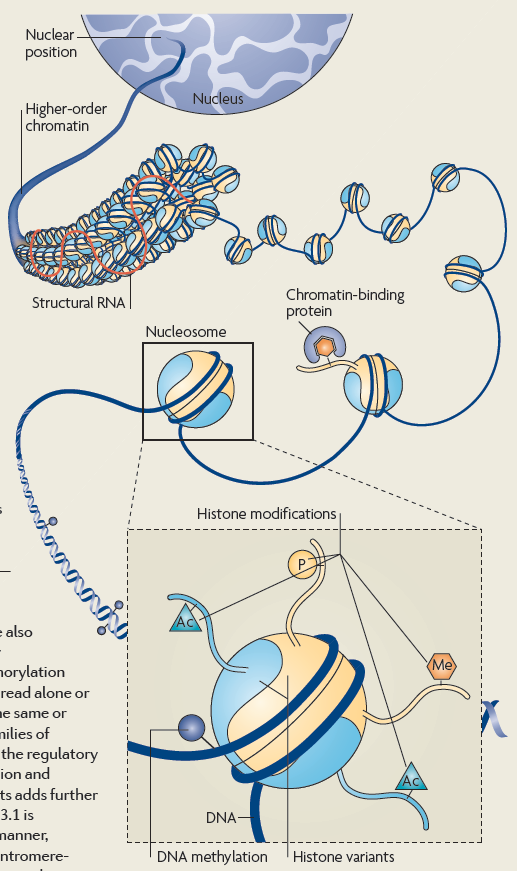 Nuclear
position
Nucleus
Higher-order
chromatin
Structural RNA
Chromatin-binding
protein
Nucleosome
Histone modifications
P
Ac
Me
Ac
DNA
DNA methylation
Histone variants
s
e also
horylation
read alone or
ne same or
milies of
the regulatory
tion and
ts adds further
3.1 is
manner,
ntromere-